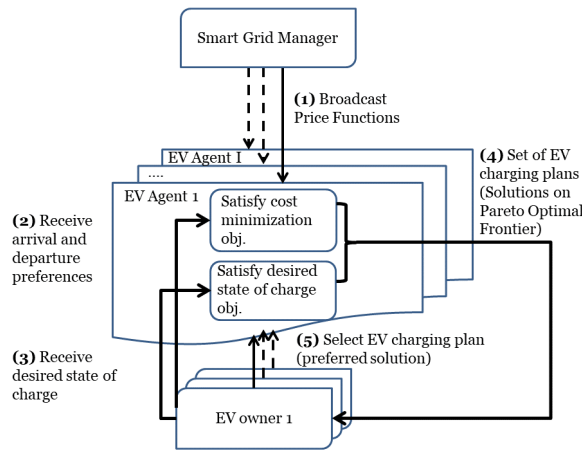 Smart Grid Manager
(1) Broadcast
Price Functions
EV Agent I
....
EV Agent 1
(4) Set of EV
charging plans
(Solutions on
Pareto Optimal
Frontier)
Satisfy cost
minimization
obj.
(2) Receive
arrival and
departure
preferences
Satisfy desired
state of charge
obj.
(5) Select EV charging plan
(preferred solution)
(3) Receive
desired state of
charge
EV owner 1